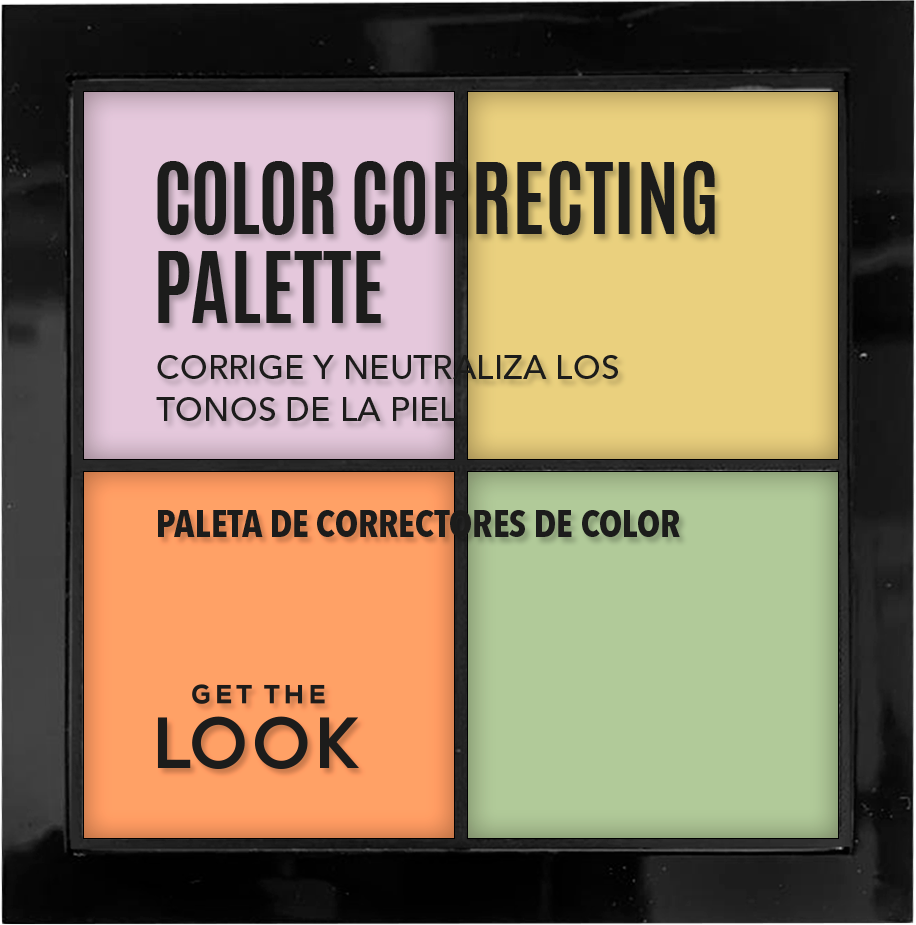 COLOR CORRECTING
PALETTE
CORRIGE Y NEUTRALIZA LOS
TONOS DE LA PIEL
PALETA DE CORRECTORES DE COLOR
GET THE
LOOK